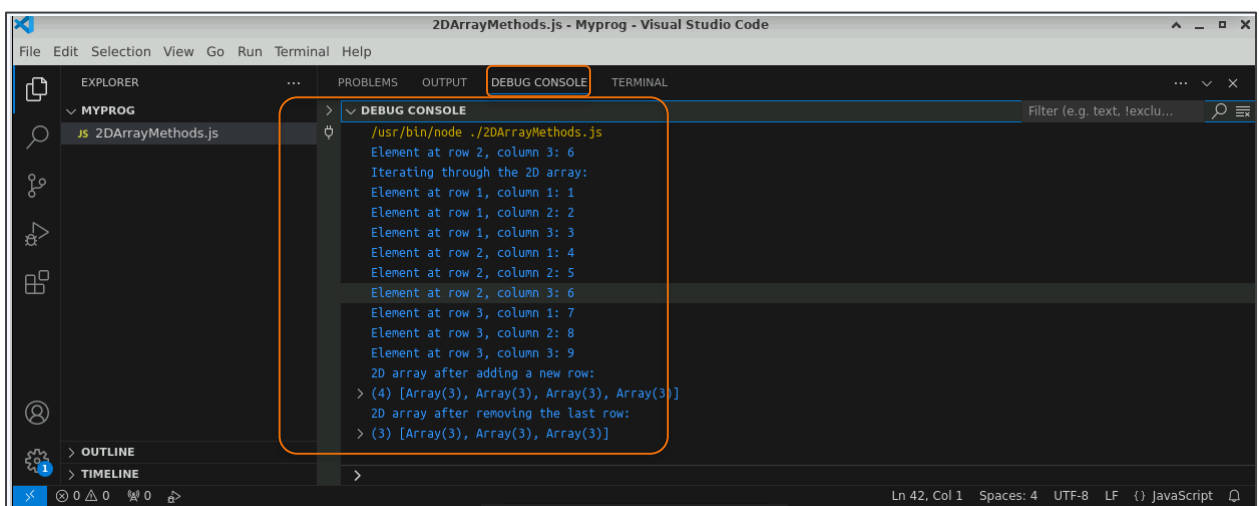 2DArrayMethods.js - Myprog - Visual Studio Code
File Edit Selection View Go Run Terminal Help
EXPLORER ...
PROBLEMS OUTPUT DEBUG CONSOLE TERMINAL ...
MYPROG
JS 2DArrayMethods.js
DEBUG CONSOLE
Filter (e.g. text, !exclu...
/usr/bin/node ./2DArrayMethods.js
Element at row 2, column 3: 6
Iterating through the 2D array:
Element at row 1, column 1: 1
Element at row 1, column 2: 2
Element at row 1, column 3: 3
Element at row 2, column 1: 4
Element at row 2, column 2: 5
Element at row 2, column 3: 6
Element at row 3, column 1: 7
Element at row 3, column 2: 8
Element at row 3, column 3: 9
2D array after adding a new row:
> (4) [Array(3), Array(3), Array(3), Array(3)]
2D array after removing the last row:
> (3) [Array(3), Array(3), Array(3)]
> OUTLINE
> TIMELINE
>
1
0 0 0
Ln 42, Col 1 Spaces: 4 UTF-8 LF {} JavaScript